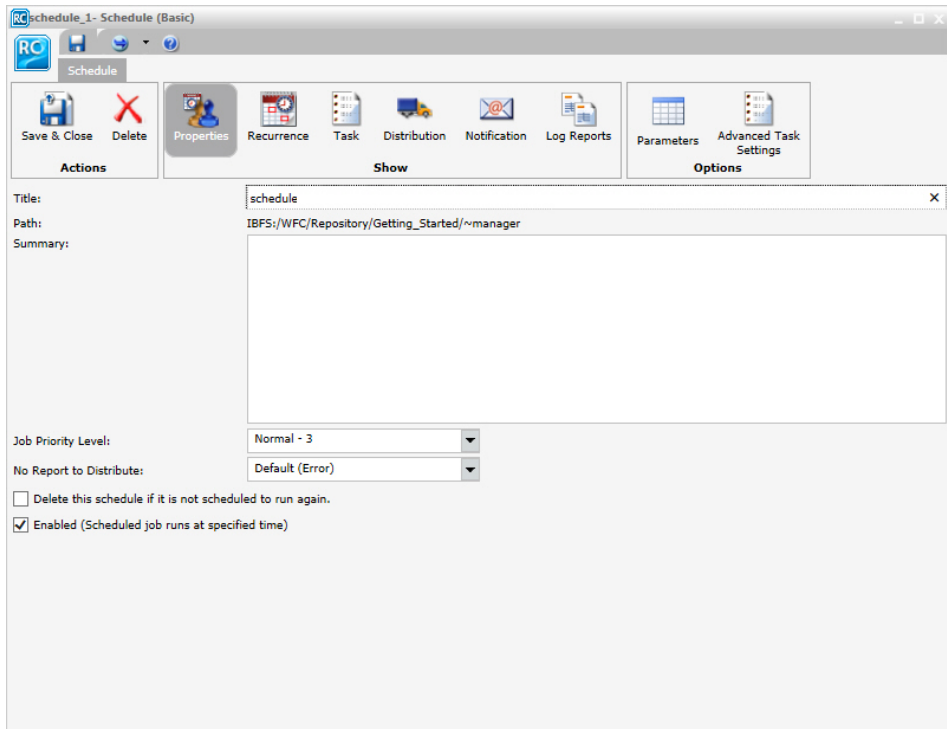 RC schedule_1- Schedule (Basic)
RC
Schedule
Save & Close Delete Properties Recurrence Task Distribution Notification Log Reports Parameters Advanced Task
Settings
Actions Show Options
Title: schedule
Path: IBFS:/WFC/Repository/Getting_Started/~manager
Summary:
Job Priority Level: Normal - 3
No Report to Distribute: Default (Error)
Delete this schedule if it is not scheduled to run again.
Enabled (Scheduled job runs at specified time)